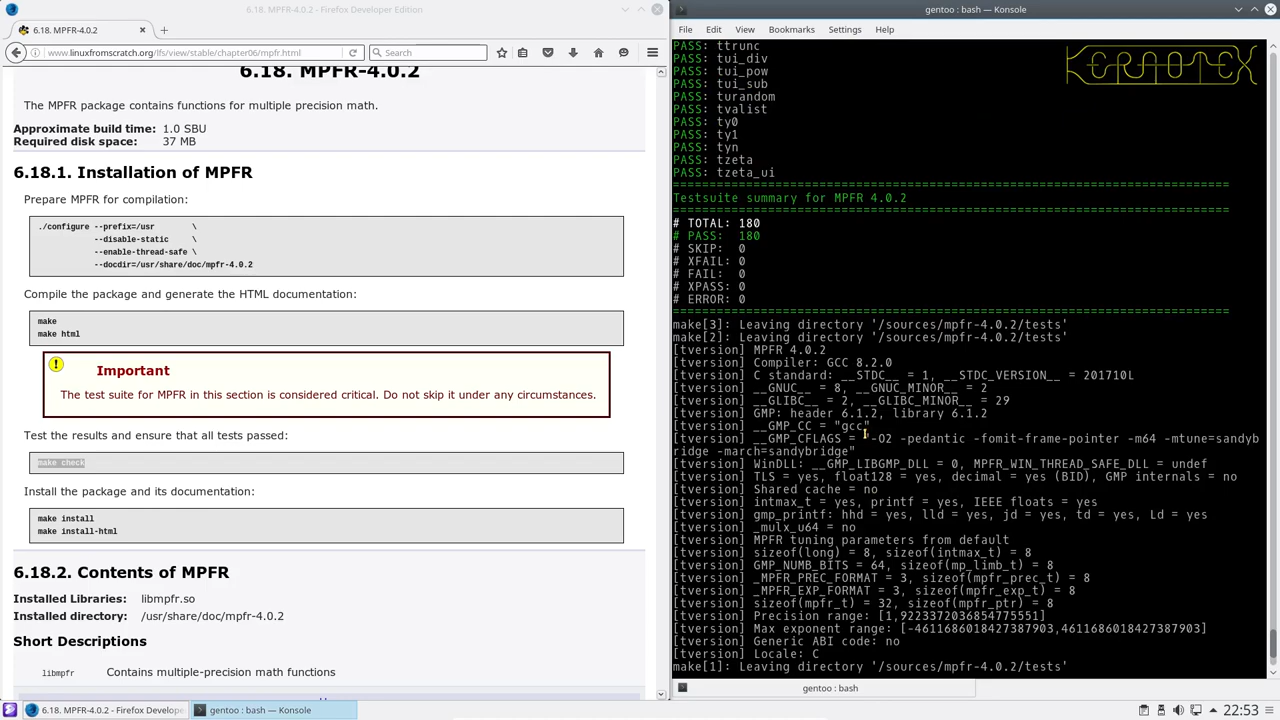 6.18. MPFR-4.0.2 - Firefox Developer Edition
6.18. MPFR-4.0.2
www.linuxfromscratch.org/lfs/view/stable/chapter06/mpfr.html
Search
6.18. MPFR-4.0.2
The MPFR package contains functions for multiple precision math.
Approximate build time: 1.0 SBU
Required disk space: 37 MB
6.18.1. Installation of MPFR
Prepare MPFR for compilation:
./configure --prefix=/usr \
--disable-static \
--enable-thread-safe \
--docdir=/usr/share/doc/mpfr-4.0.2
Compile the package and generate the HTML documentation:
make
make html
Important
The test suite for MPFR in this section is considered critical. Do not skip it under any circumstances.
Test the results and ensure that all tests passed:
make check
Install the package and its documentation:
make install
make install-html
6.18.2. Contents of MPFR
Installed Libraries: libmpfr.so
Installed directory: /usr/share/doc/mpfr-4.0.2
Short Descriptions
libmpfr Contains multiple-precision math functions
gentoo : bash — Konsole
File Edit View Bookmarks Settings Help
KERNOTEX
PASS: ttrunc
PASS: tui_div
PASS: tui_pow
PASS: tui_sub
PASS: turandom
PASS: tvalist
PASS: ty0
PASS: ty1
PASS: tyn
PASS: tzeta
PASS: tzeta_ui
============================================================================
Testsuite summary for MPFR 4.0.2
============================================================================
# TOTAL: 180
# PASS: 180
# SKIP: 0
# XFAIL: 0
# FAIL: 0
# XPASS: 0
# ERROR: 0
============================================================================
make[3]: Leaving directory '/sources/mpfr-4.0.2/tests'
make[2]: Leaving directory '/sources/mpfr-4.0.2/tests'
[tversion] MPFR 4.0.2
[tversion] Compiler: GCC 8.2.0
[tversion] C standard: __STDC__ = 1, __STDC_VERSION__ = 201710L
[tversion] __GNUC__ = 8, __GNUC_MINOR__ = 2
[tversion] __GLIBC__ = 2, __GLIBC_MINOR__ = 29
[tversion] GMP: header 6.1.2, library 6.1.2
[tversion] __GMP_CC = "gcc"
[tversion] __GMP_CFLAGS = "-O2 -pedantic -fomit-frame-pointer -m64 -mtune=sandyb
ridge -march=sandybridge"
[tversion] WinDLL: __GMP_LIBGMP_DLL = 0, MPFR_WIN_THREAD_SAFE_DLL = undef
[tversion] TLS = yes, float128 = yes, decimal = yes (BID), GMP internals = no
[tversion] Shared cache = no
[tversion] intmax_t = yes, printf = yes, IEEE floats = yes
[tversion] gmp_printf: hhd = yes, lld = yes, jd = yes, td = yes, Ld = yes
[tversion] _mulx_u64 = no
[tversion] MPFR tuning parameters from default
[tversion] sizeof(long) = 8, sizeof(intmax_t) = 8
[tversion] GMP_NUMB_BITS = 64, sizeof(mp_limb_t) = 8
[tversion] _MPFR_PREC_FORMAT = 3, sizeof(mpfr_prec_t) = 8
[tversion] _MPFR_EXP_FORMAT = 3, sizeof(mpfr_exp_t) = 8
[tversion] sizeof(mpfr_t) = 32, sizeof(mpfr_ptr) = 8
[tversion] Precision range: [1,9223372036854775551]
[tversion] Max exponent range: [-4611686018427387903,4611686018427387903]
[tversion] Generic ABI code: no
[tversion] Locale: C
make[1]: Leaving directory '/sources/mpfr-4.0.2/tests'
gentoo : bash
6.18. MPFR-4.0.2 - Firefox Develope
gentoo : bash — Konsole
22:53